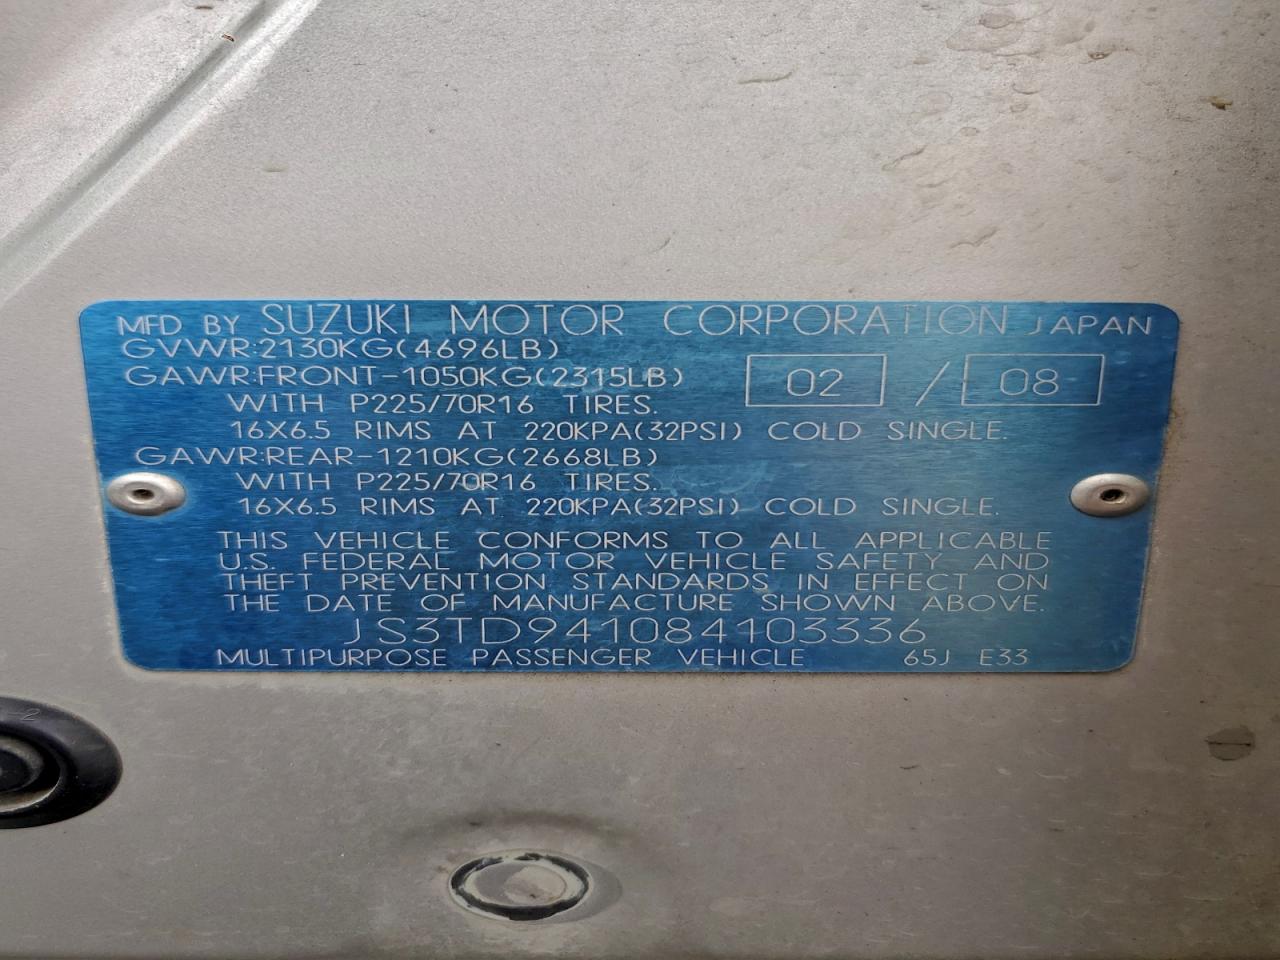 MFD BY SUZUKI MOTOR CORPORATION JAPAN
GVWR:2130KG(4696LB)
GAWR:FRONT-1050KG(2315LB) 02 / 08
WITH P225/70R16 TIRES.
16X6.5 RIMS AT 220KPA(32PSI) COLD SINGLE.
GAWR:REAR-1210KG(2668LB)
WITH P225/70R16 TIRES.
16X6.5 RIMS AT 220KPA(32PSI) COLD SINGLE.
THIS VEHICLE CONFORMS TO ALL APPLICABLE
U.S. FEDERAL MOTOR VEHICLE SAFETY AND
THEFT PREVENTION STANDARDS IN EFFECT ON
THE DATE OF MANUFACTURE SHOWN ABOVE.
JS3TD941084103336
MULTIPURPOSE PASSENGER VEHICLE 65J E33